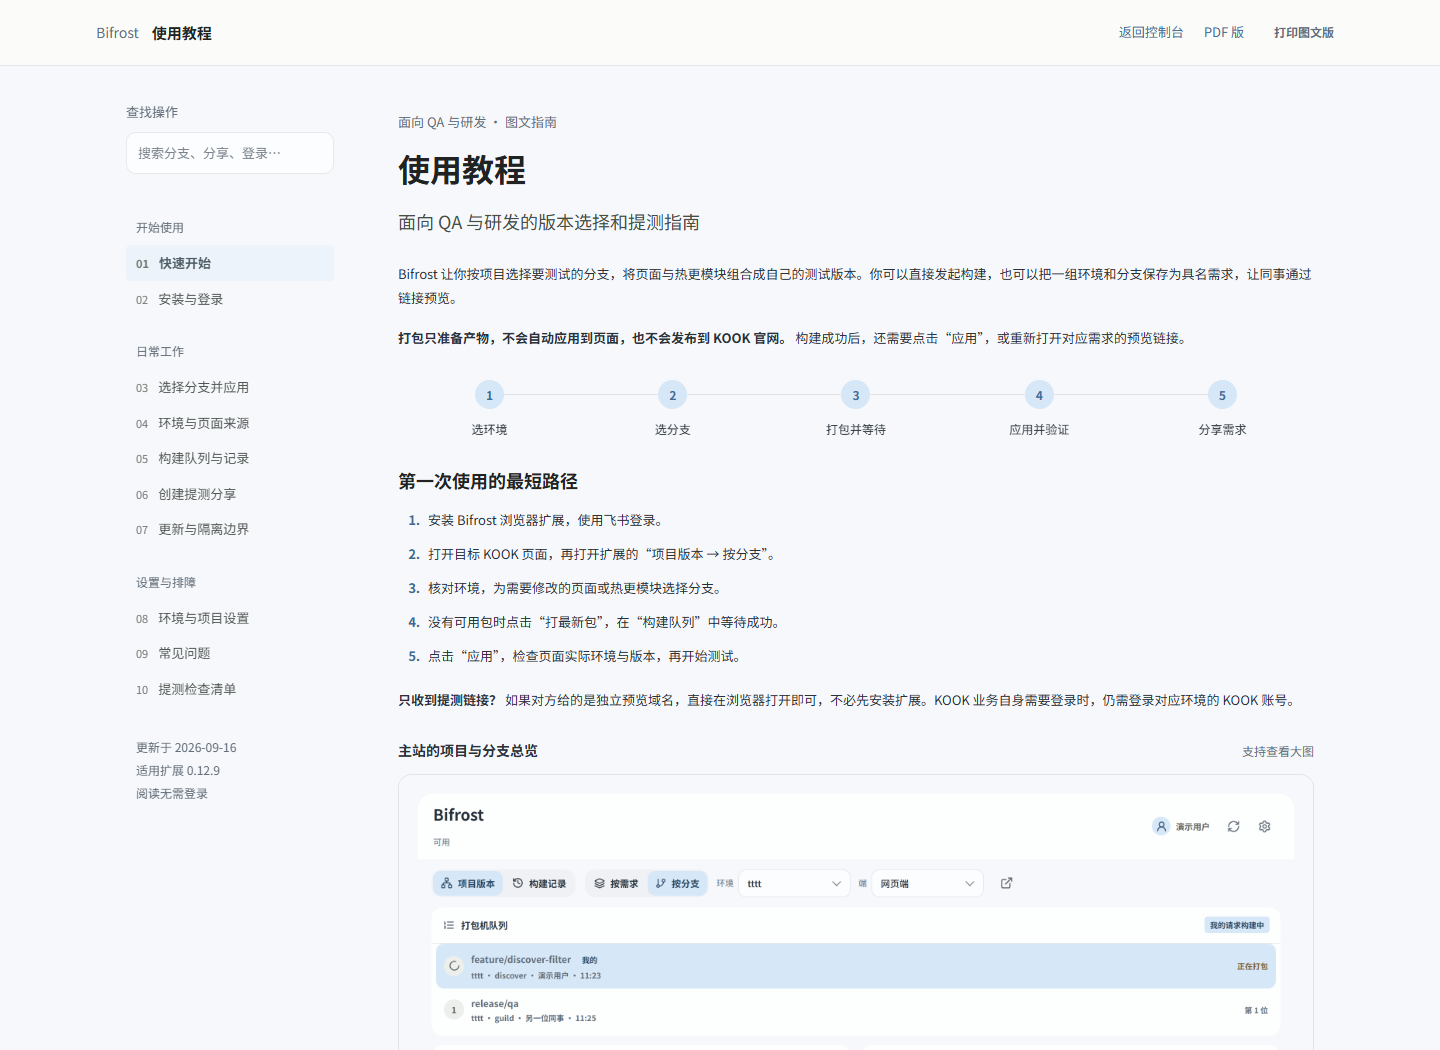 Bifrost 使用教程
返回控制台 PDF 版 打印图文版
查找操作
搜索分支、分享、登录…
开始使用
01 快速开始
02 安装与登录
日常工作
03 选择分支并应用
04 环境与页面来源
05 构建队列与记录
06 创建提测分享
07 更新与隔离边界
设置与排障
08 环境与项目设置
09 常见问题
10 提测检查清单
更新于 2026-09-16
适用扩展 0.12.9
阅读无需登录
面向 QA 与研发 · 图文指南
使用教程
面向 QA 与研发的版本选择和提测指南
Bifrost 让你按项目选择要测试的分支，将页面与热更模块组合成自己的测试版本。你可以直接发起构建，也可以把一组环境和分支保存为具名需求，让同事通过
链接预览。
打包只准备产物，不会自动应用到页面，也不会发布到 KOOK 官网。 构建成功后，还需要点击“应用”，或重新打开对应需求的预览链接。
1 2 3 4 5
选环境 选分支 打包并等待 应用并验证 分享需求
第一次使用的最短路径
1. 安装 Bifrost 浏览器扩展，使用飞书登录。
2. 打开目标 KOOK 页面，再打开扩展的“项目版本 → 按分支”。
3. 核对环境，为需要修改的页面或热更模块选择分支。
4. 没有可用包时点击“打最新包”，在“构建队列”中等待成功。
5. 点击“应用”，检查页面实际环境与版本，再开始测试。
只收到提测链接？ 如果对方给的是独立预览域名，直接在浏览器打开即可，不必先安装扩展。KOOK 业务自身需要登录时，仍需登录对应环境的 KOOK 账号。
主站的项目与分支总览 支持查看大图
Bifrost
可用
演示用户
项目版本 构建记录 按需求 按分支 环境 tttt 端 网页端
打包机队列 我的请求构建中
feature/discover-filter 我的
tttt · discover · 演示用户 · 11:23
正在打包
1 release/qa
tttt · guild · 另一位同事 · 11:25
第 1 位